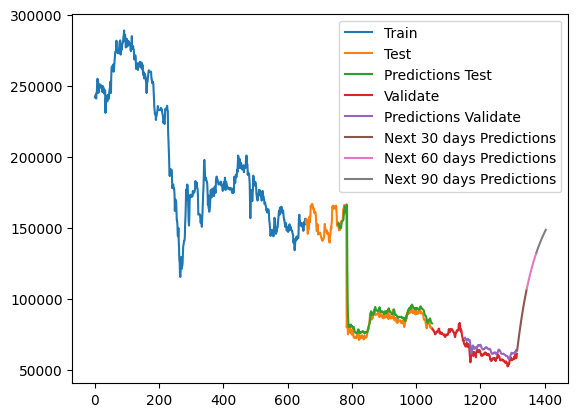 300000
250000
200000
150000
100000
50000
0 200 400 600 800 1000 1200 1400
Train
Test
Predictions Test
Validate
Predictions Validate
Next 30 days Predictions
Next 60 days Predictions
Next 90 days Predictions